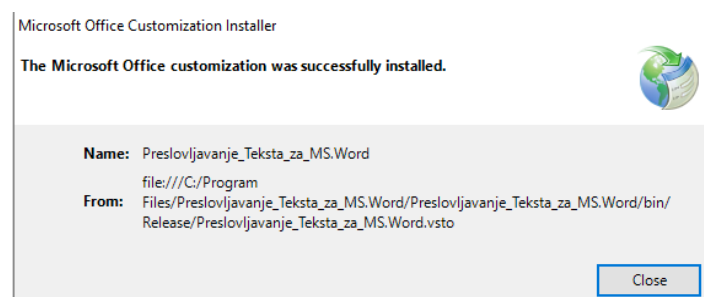 Microsoft Office Customization Installer
The Microsoft Office customization was successfully installed.
Name: Preslovljavanje_Teksta_za_MS.Word
file:///C:/Program
From: Files/Preslovljavanje_Teksta_za_MS.Word/Preslovljavanje_Teksta_za_MS.Word/bin/
Release/Preslovljavanje_Teksta_za_MS.Word.vsto
Close